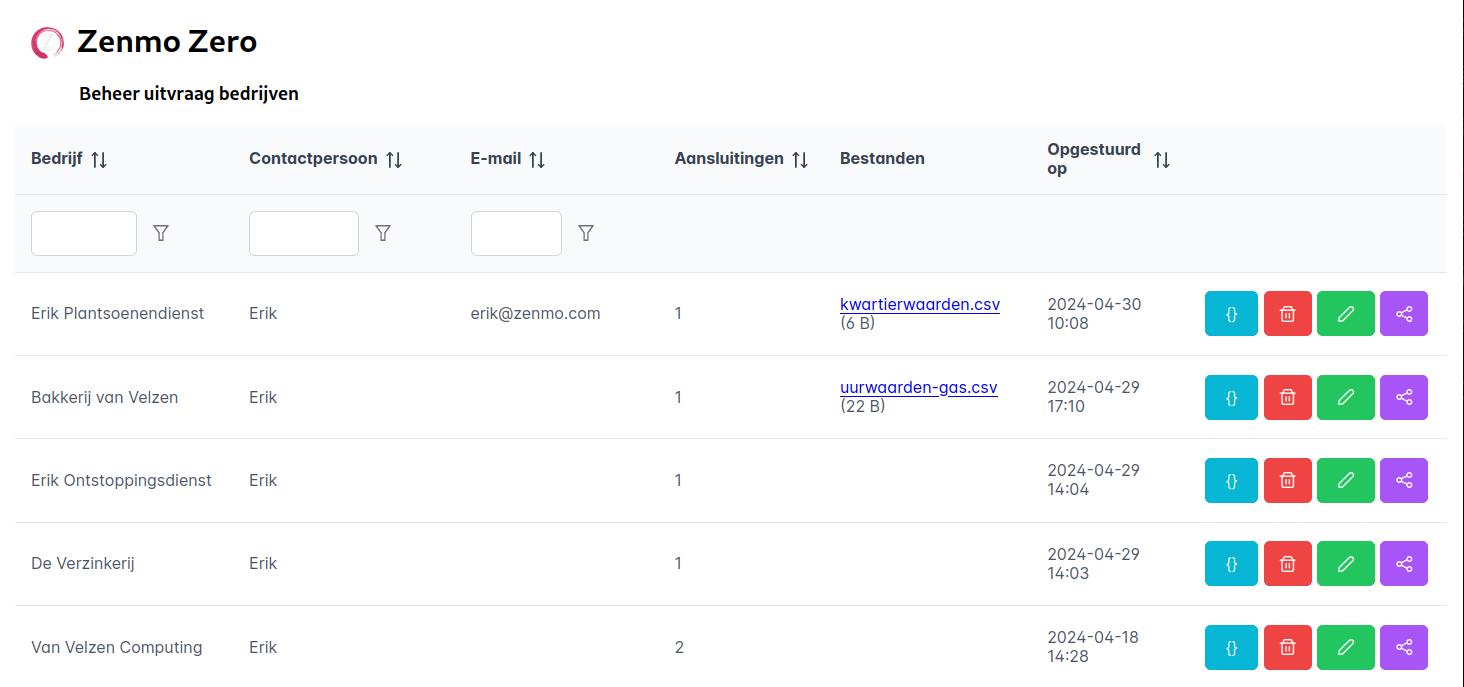 Zenmo Zero
Beheer uitvraag bedrijven
Bedrijf Contactpersoon E-mail Aansluitingen Bestanden Opgestuurd
op
Erik Plantsoenendienst Erik erik@zenmo.com 1 kwartierwaarden.csv 2024-04-30
(6 B) 10:08 {}
Bakkerij van Velzen Erik 1 uurwaarden-gas.csv 2024-04-29
(22 B) 17:10 {}
Erik Ontstoppingsdienst Erik 1 2024-04-29
14:04 {}
De Verzinkerij Erik 1 2024-04-29
14:03 {}
Van Velzen Computing Erik 2 2024-04-18
14:28 {}